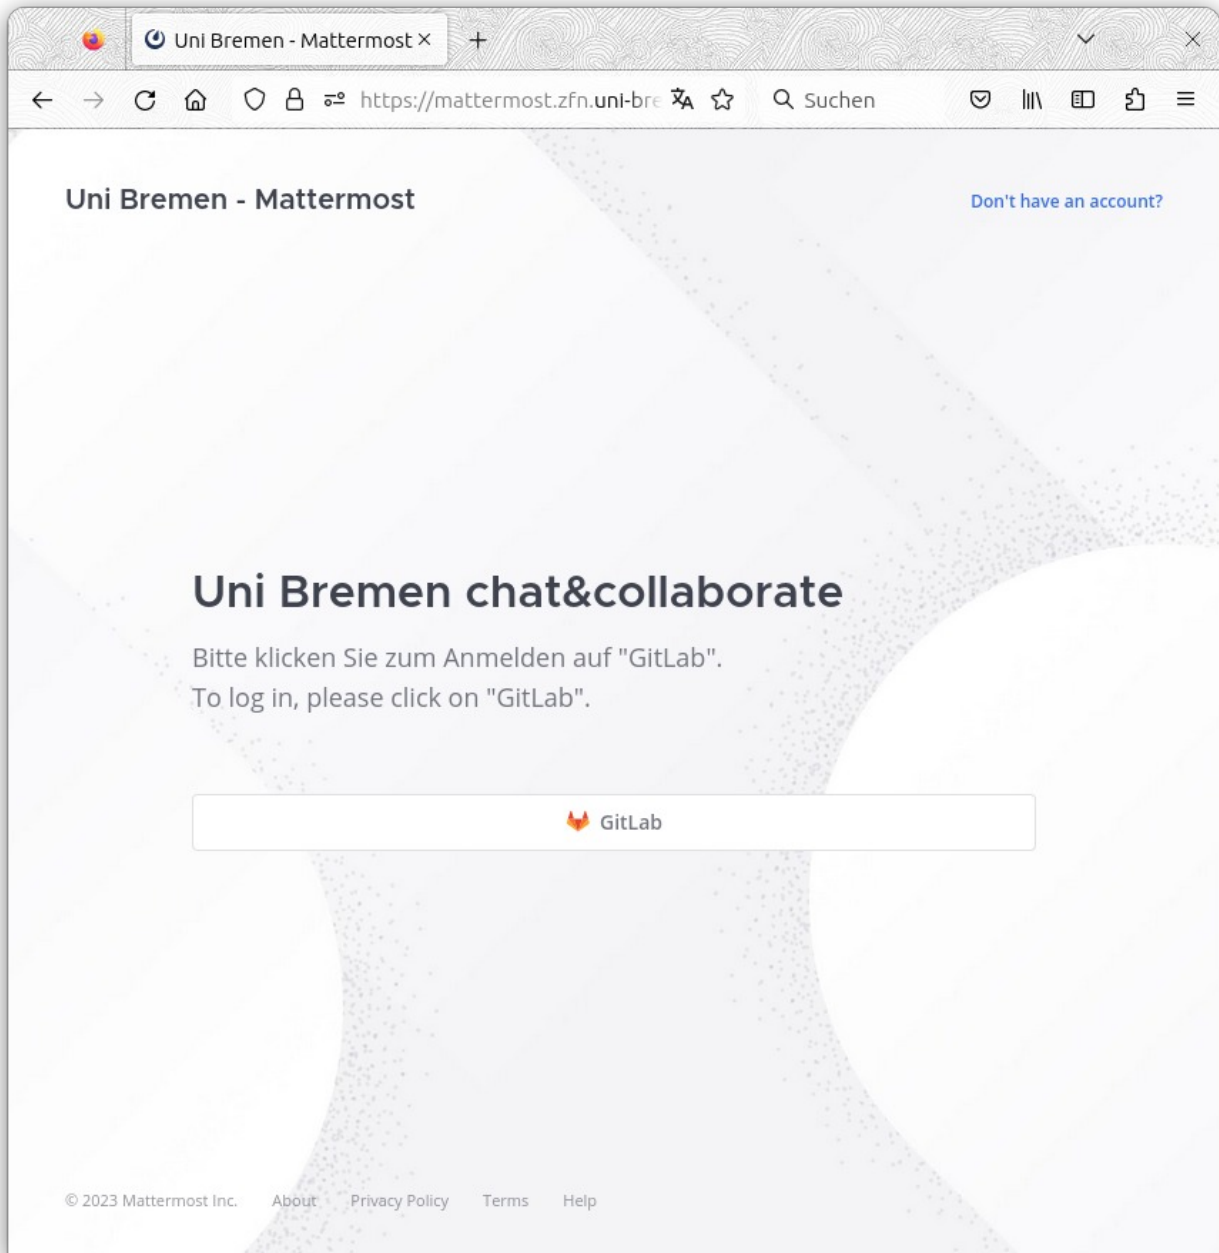 Uni Bremen - Mattermost
https://mattermost.zfn.uni-bre
Suchen
Uni Bremen - Mattermost
Don't have an account?
Uni Bremen chat&collaborate
Bitte klicken Sie zum Anmelden auf "GitLab".
To log in, please click on "GitLab".
GitLab
© 2023 Mattermost Inc. About Privacy Policy Terms Help